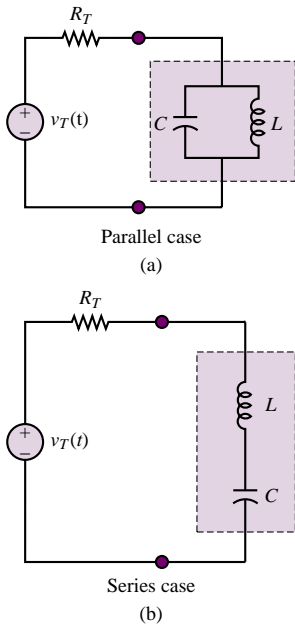 R_T
v_T(t)
C
L
Parallel case
(a)
R_T
v_T(t)
L
C
Series case
(b)